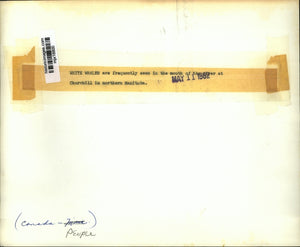 WHITE WHALES are frequently seen in the mouth of the river at
Churchill in northern Manitoba.
MAY 11 1962
(Canada -
People